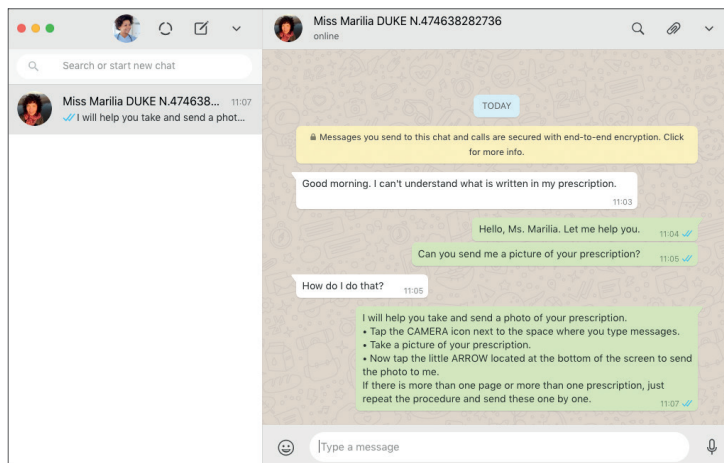 Miss Marilia DUKE N.474638282736
online
Search or start new chat
Miss Marilia DUKE N.474638... 11:07
I will help you take and send a phot...
TODAY
Messages you send to this chat and calls are secured with end-to-end encryption. Click
for more info.
Good morning. I can't understand what is written in my prescription.
11:03
Hello, Ms. Marilia. Let me help you. 11:04
Can you send me a picture of your prescription? 11:05
How do I do that? 11:05
I will help you take and send a photo of your prescription.
• Tap the CAMERA icon next to the space where you type messages.
• Take a picture of your prescription.
• Now tap the little ARROW located at the bottom of the screen to send
the photo to me.
If there is more than one page or more than one prescription, just
repeat the procedure and send these one by one. 11:07
Type a message